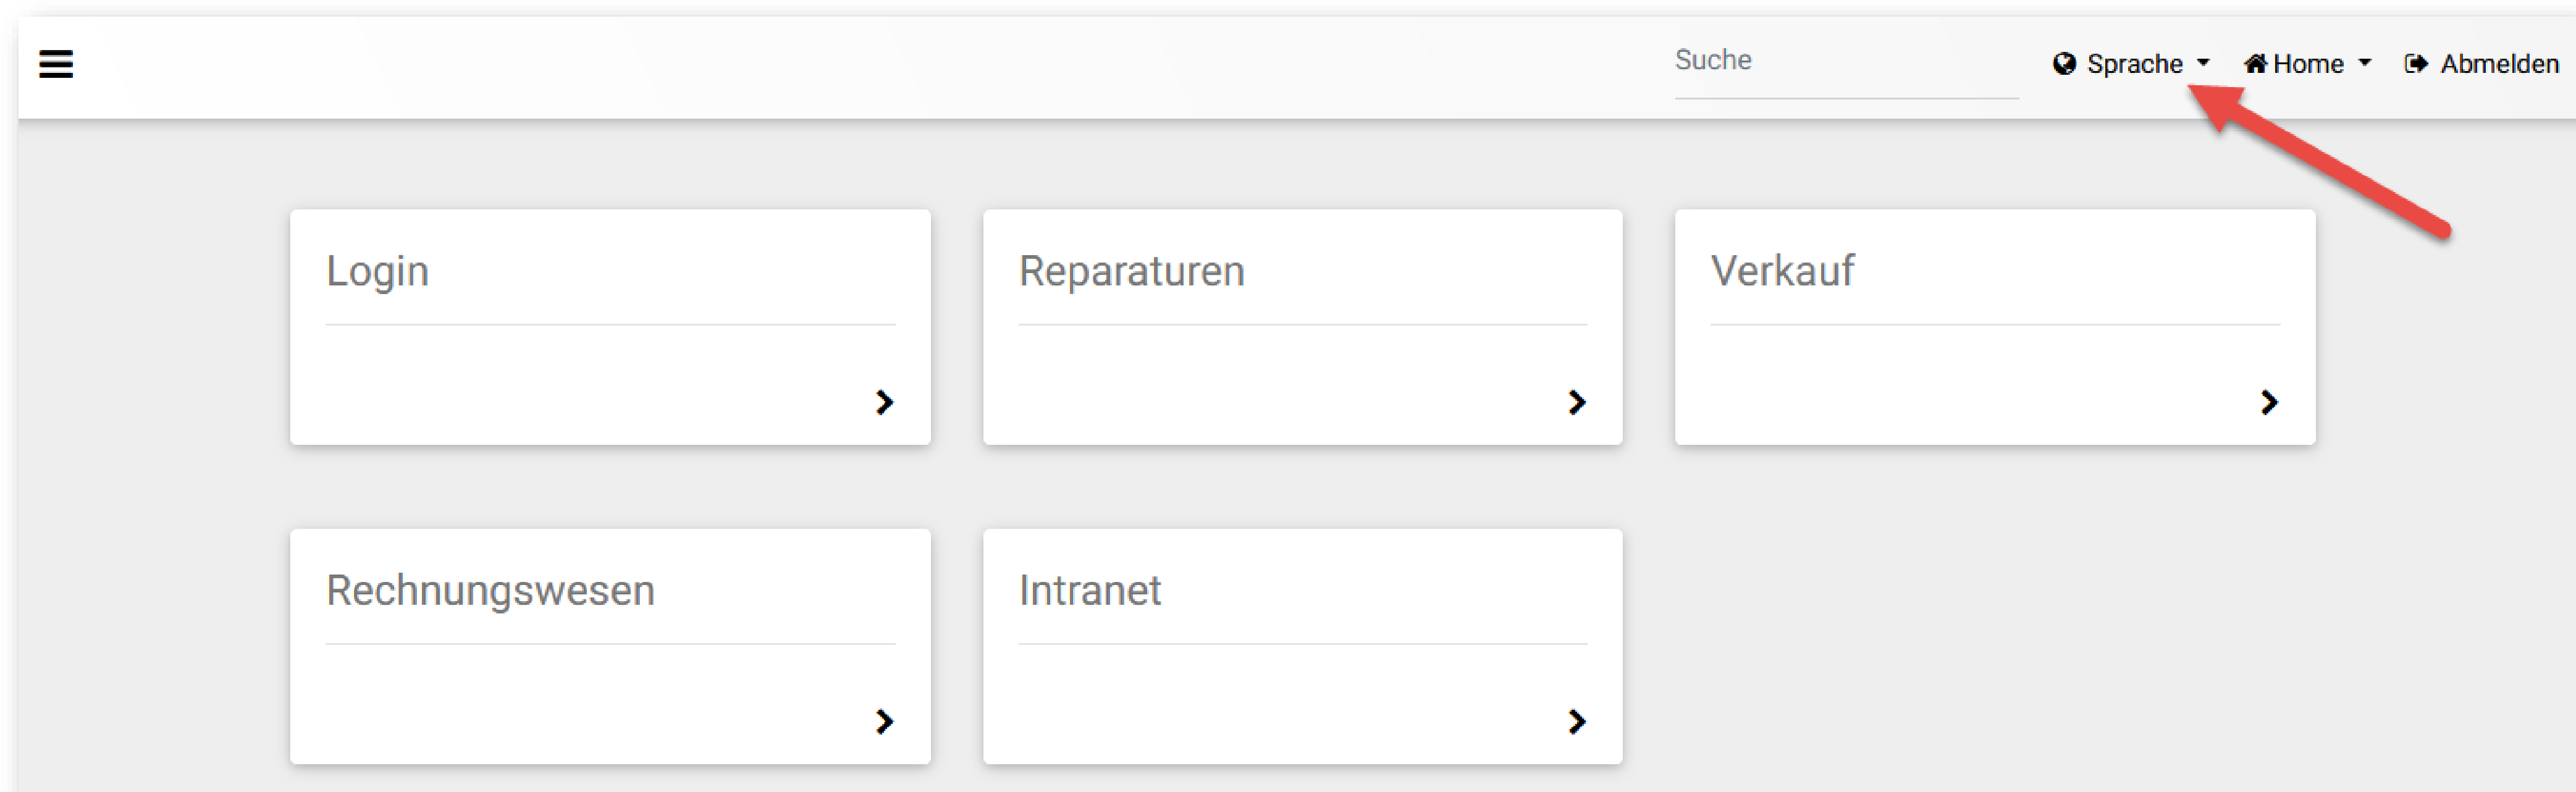 Suche Sprache Home Abmelden
Login
Reparaturen
Verkauf
Rechnungswesen
Intranet